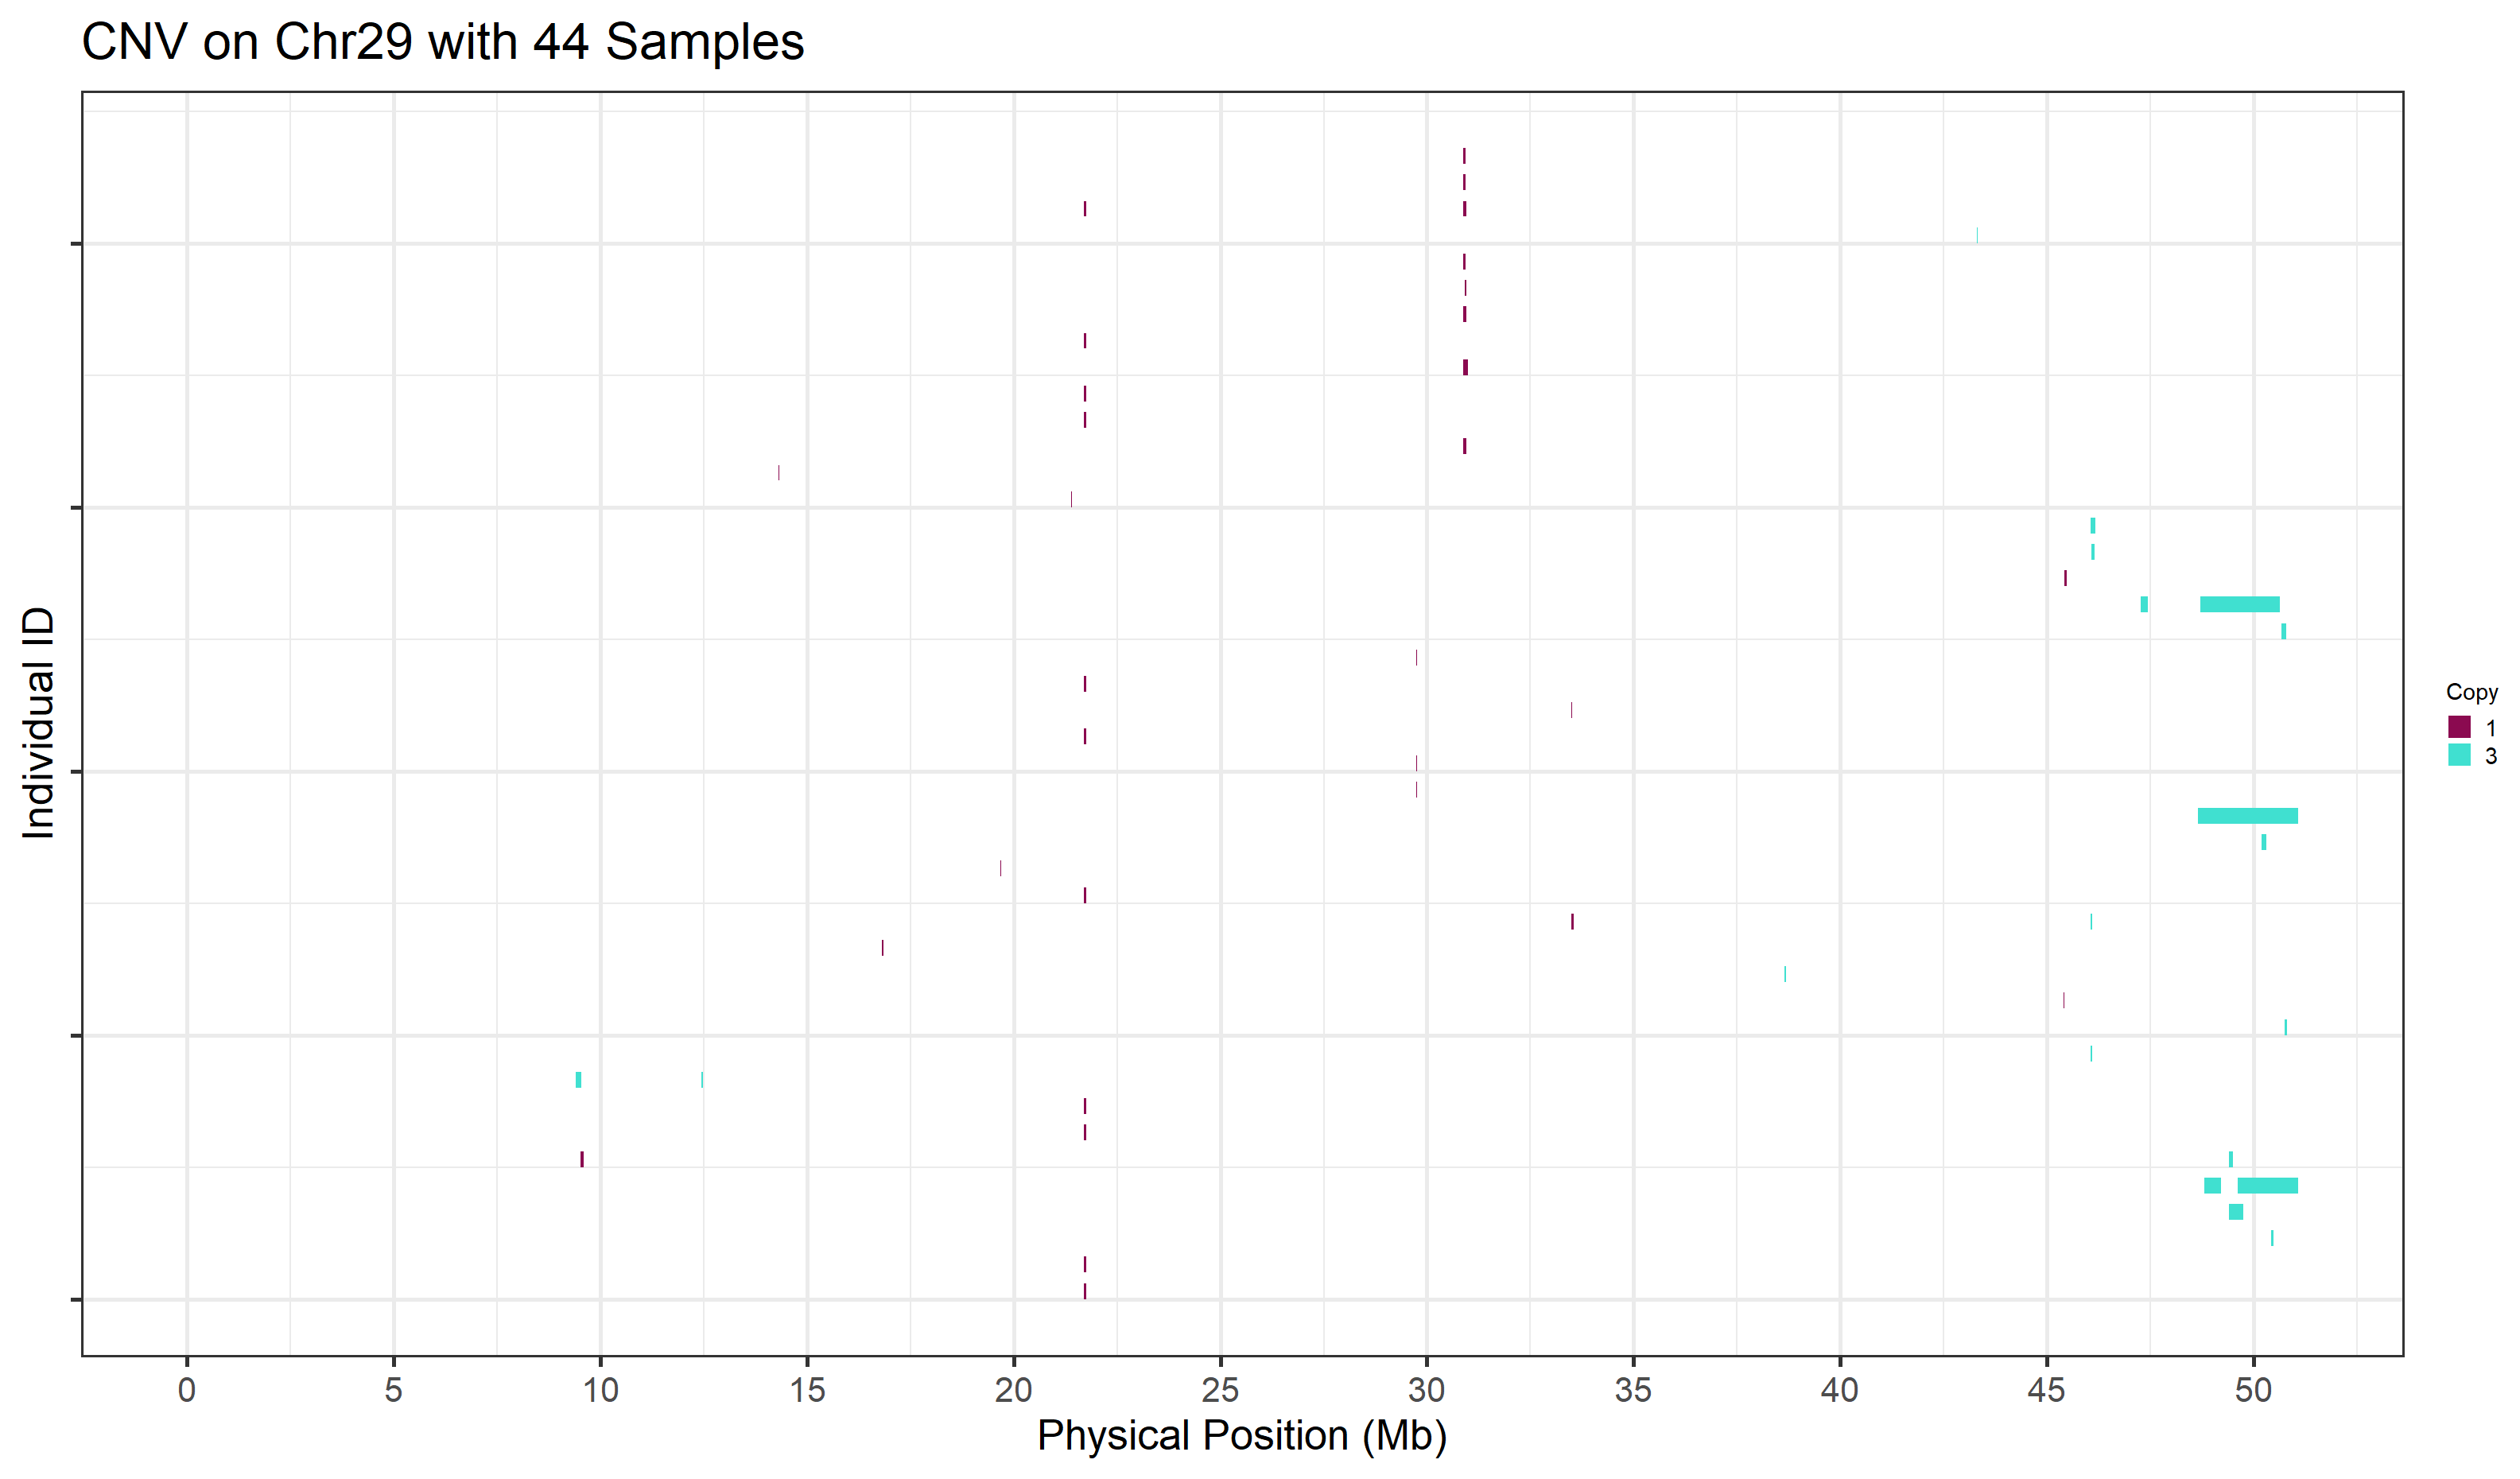 CNV on Chr29 with 44 Samples
Individual ID
Copy
1
3
0 5 10 15 20 25 30 35 40 45 50
Physical Position (Mb)